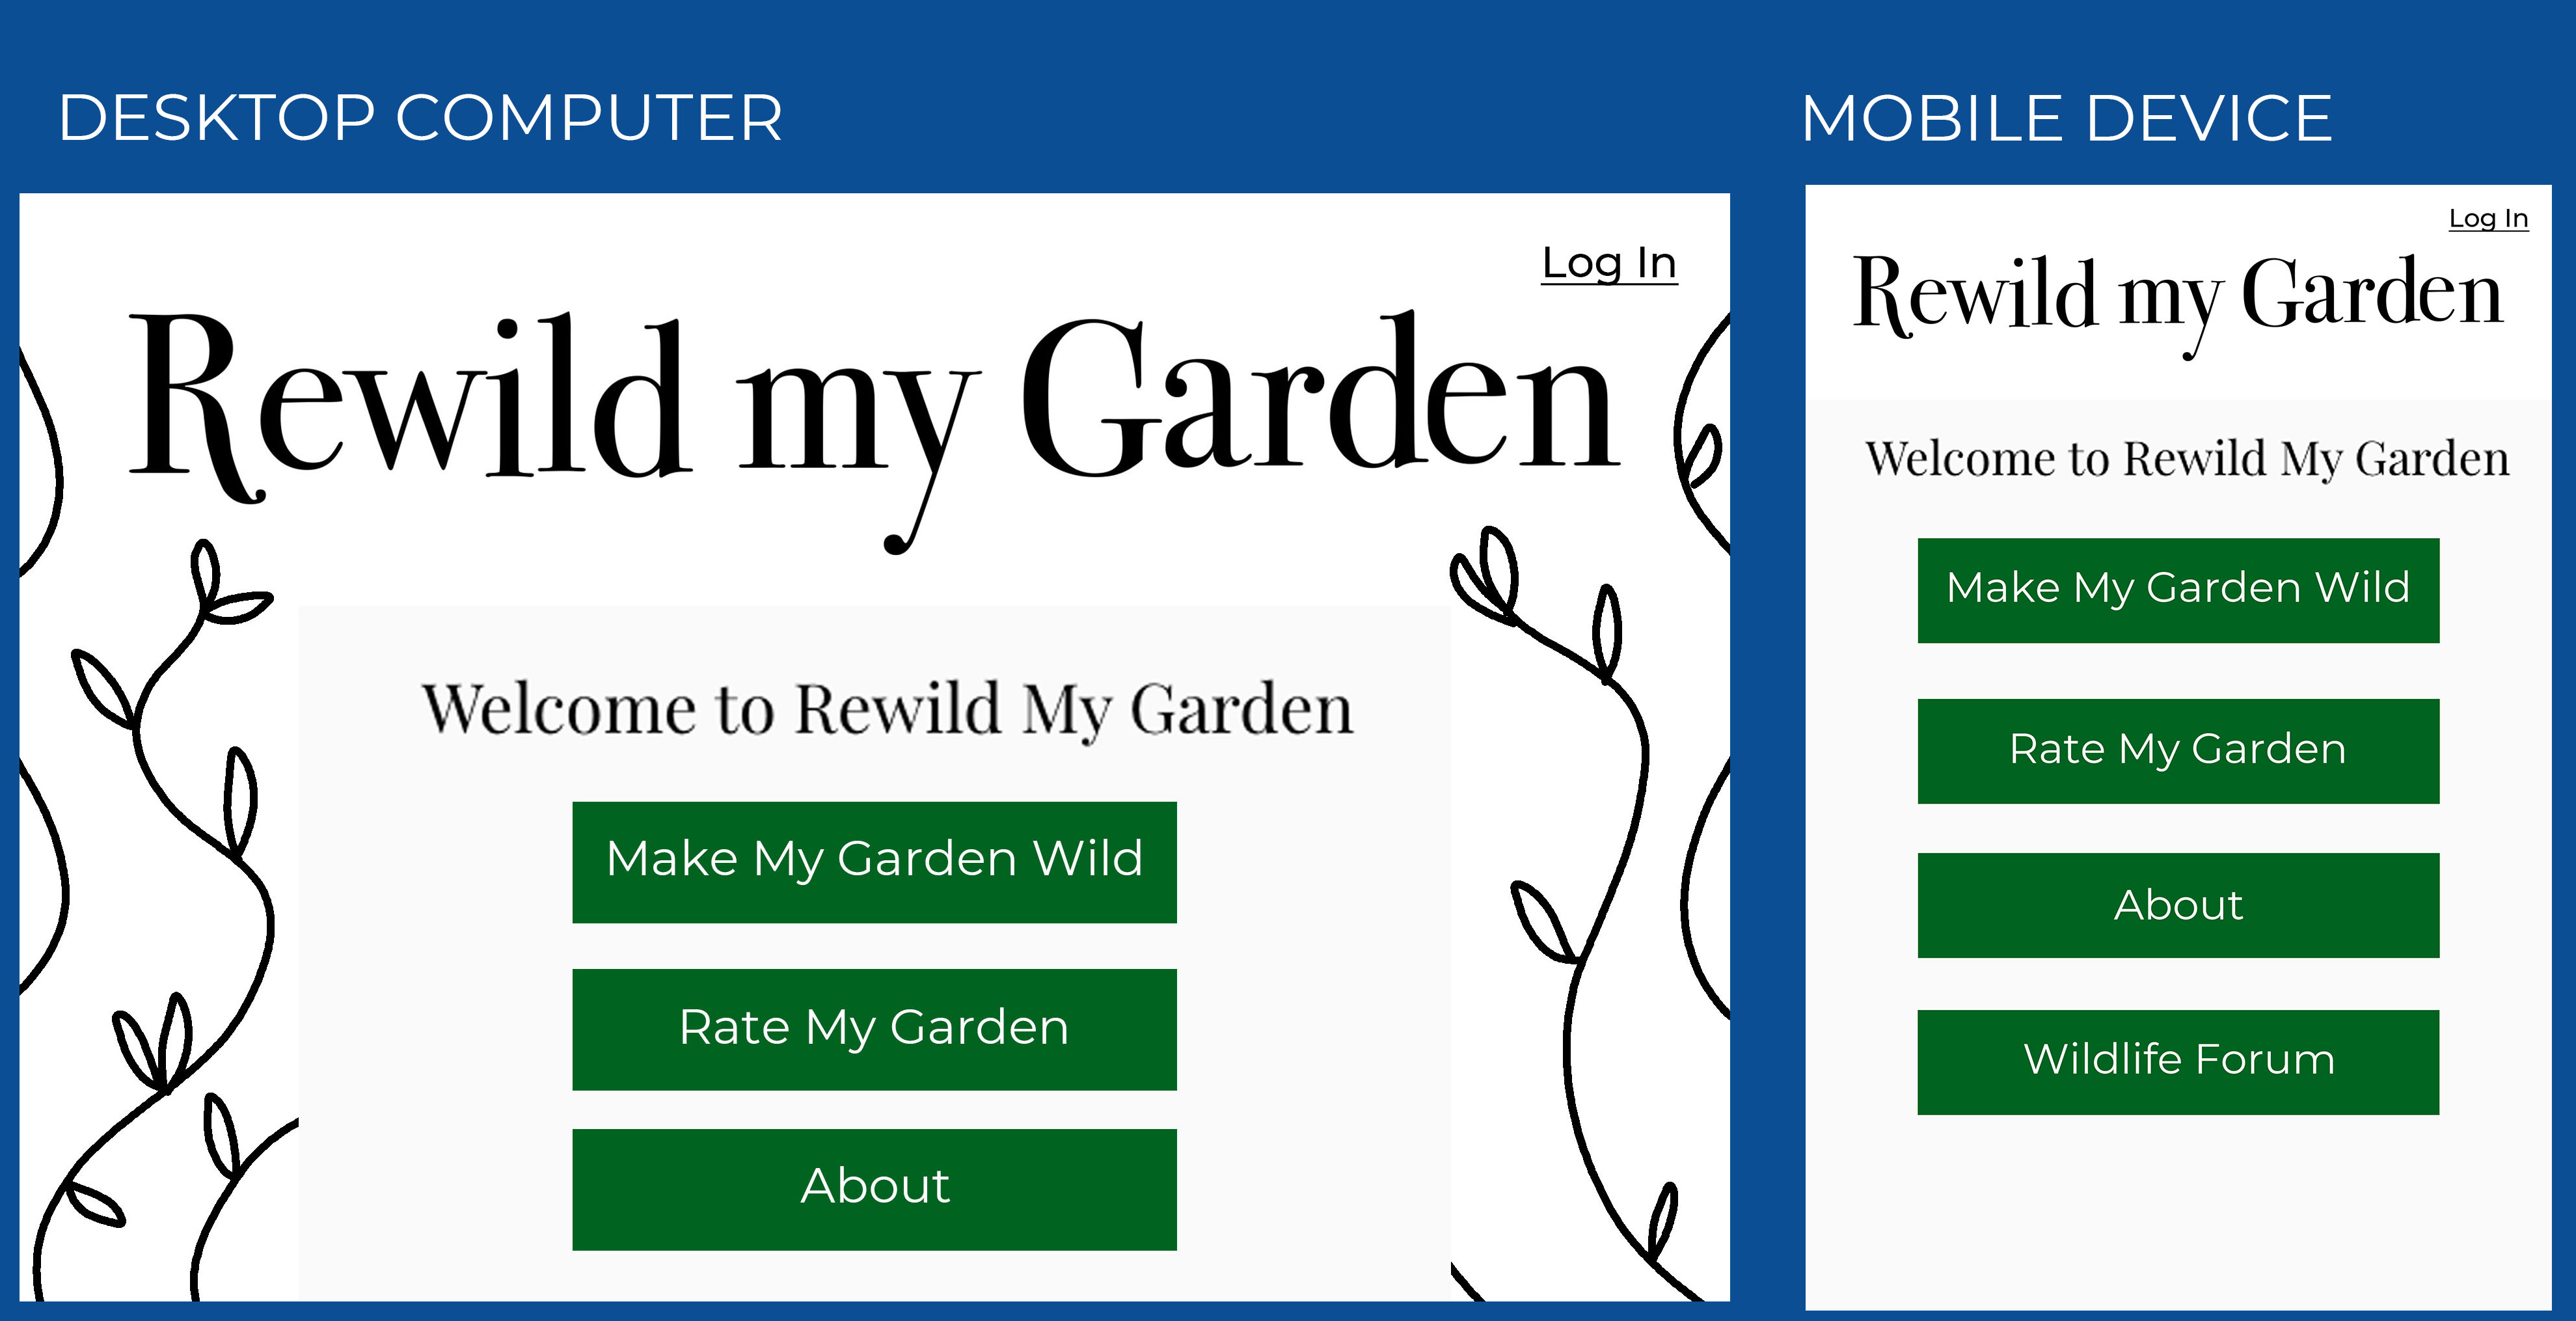 DESKTOP COMPUTER
Log In
Rewild my Garden
Welcome to Rewild My Garden
Make My Garden Wild
Rate My Garden
About
MOBILE DEVICE
Log In
Rewild my Garden
Welcome to Rewild My Garden
Make My Garden Wild
Rate My Garden
About
Wildlife Forum